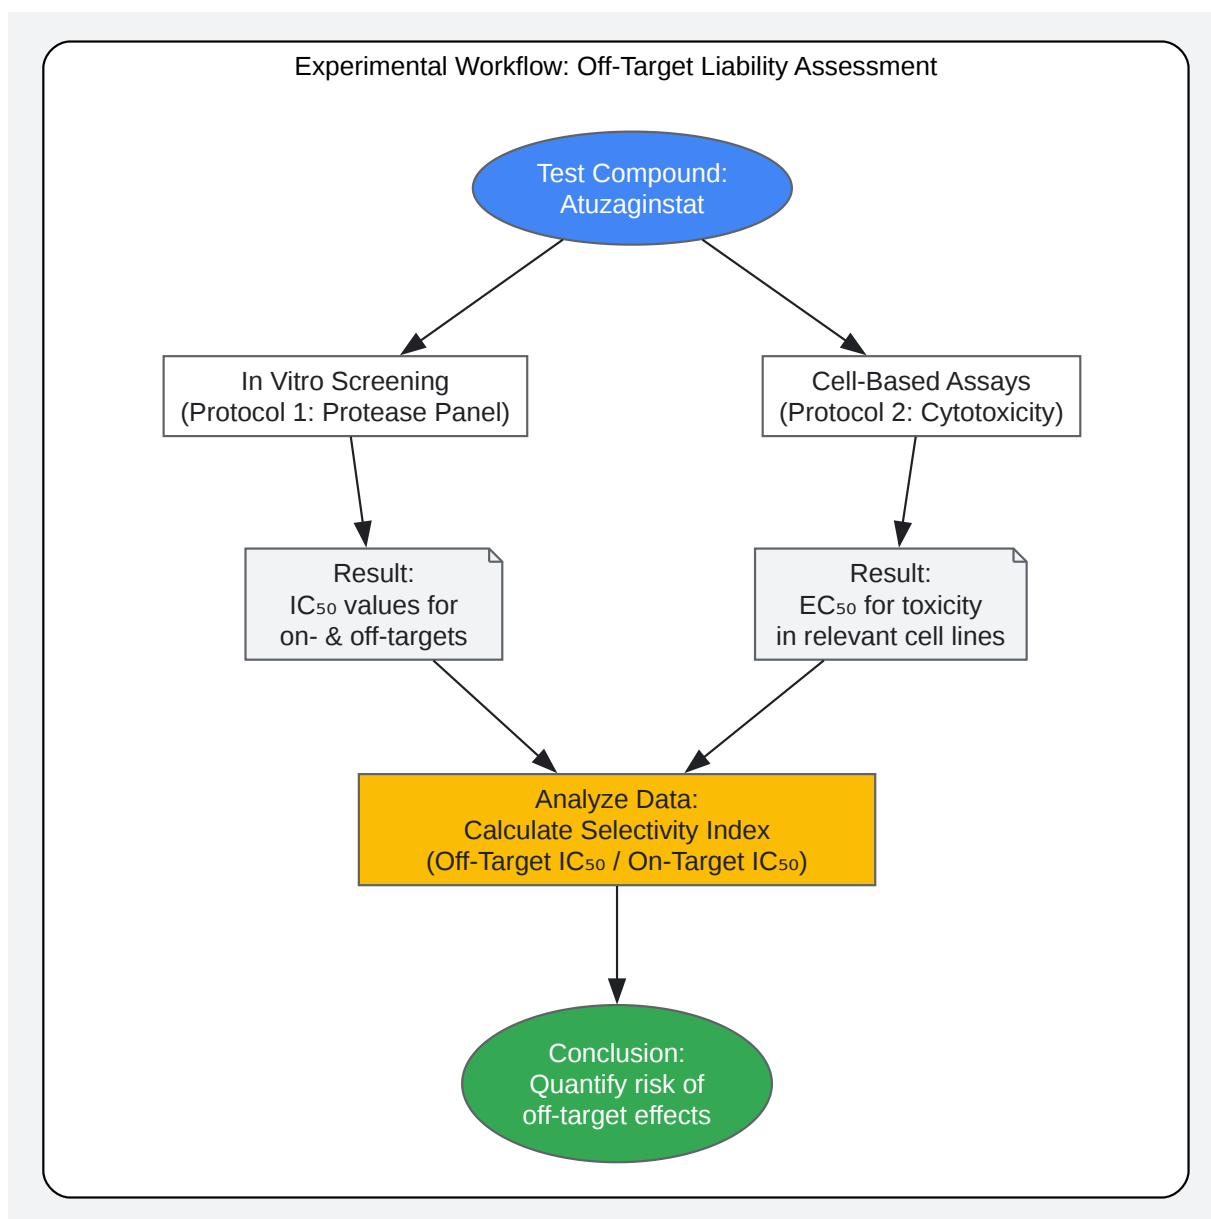 Experimental Workflow: Off-Target Liability Assessment
Test Compound:
Atuzaginstat
In Vitro Screening
(Protocol 1: Protease Panel)
Cell-Based Assays
(Protocol 2: Cytotoxicity)
Result:
IC₅₀ values for
on- & off-targets
Result:
EC₅₀ for toxicity
in relevant cell lines
Analyze Data:
Calculate Selectivity Index
(Off-Target IC₅₀ / On-Target IC₅₀)
Conclusion:
Quantify risk of
off-target effects